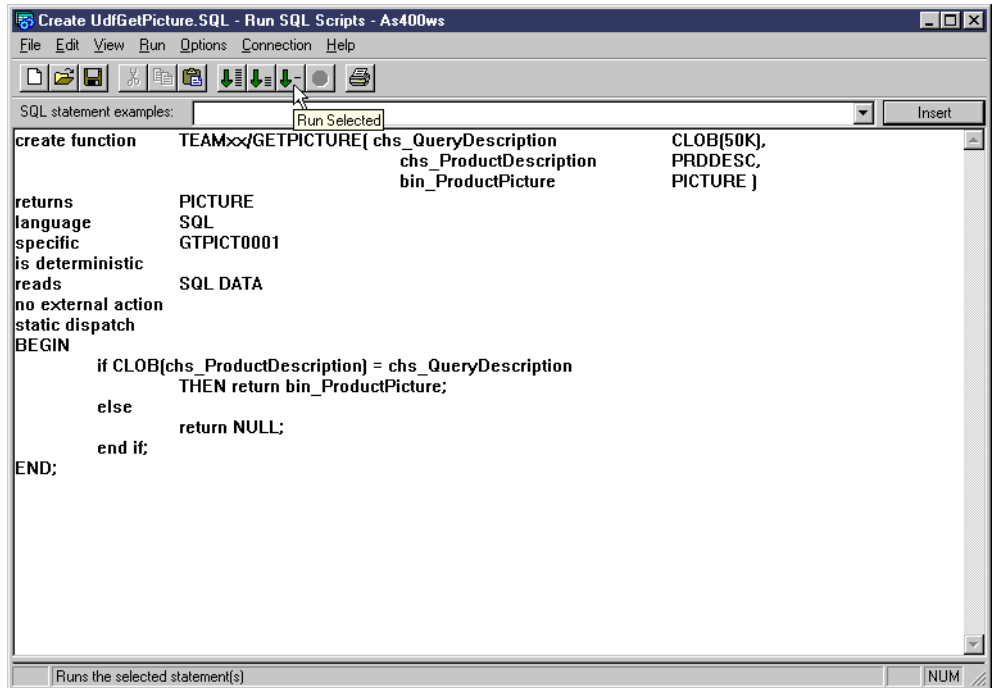 Create UdfGetPicture.SQL - Run SQL Scripts - As400ws
File Edit View Run Options Connection Help
SQL statement examples: Insert
Run Selected
create function TEAMxx/GETPICTURE( chs_QueryDescription CLOB(50K),
chs_ProductDescription PRDDESC,
bin_ProductPicture PICTURE )
returns PICTURE
language SQL
specific GTPICT0001
is deterministic
reads SQL DATA
no external action
static dispatch
BEGIN
if CLOB(chs_ProductDescription) = chs_QueryDescription
THEN return bin_ProductPicture;
else
return NULL;
end if;
END;
Runs the selected statement(s) NUM